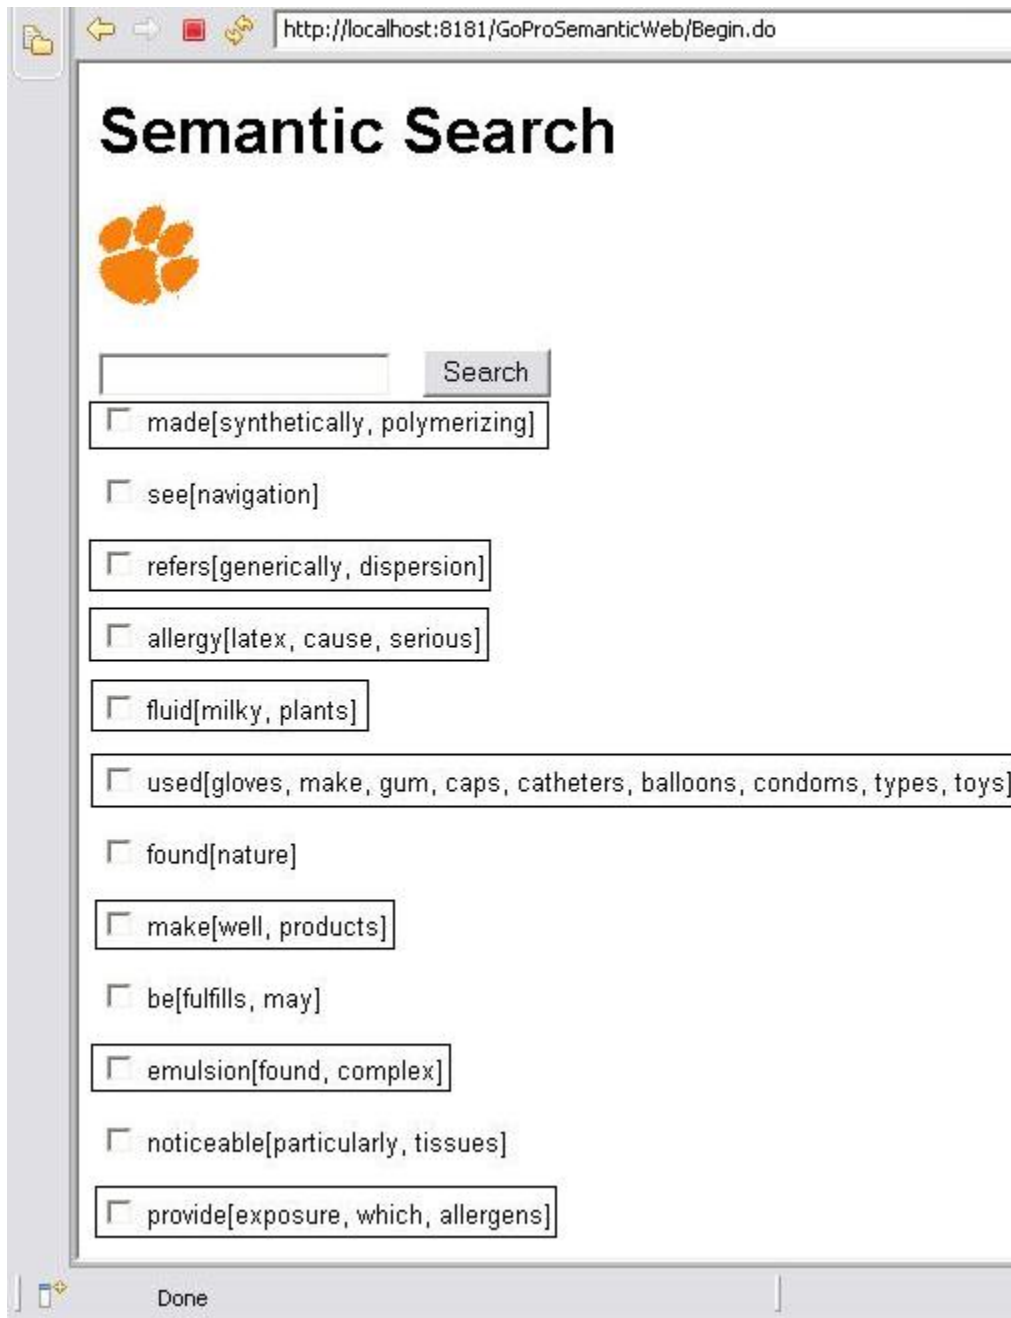 http://localhost:8181/GoProSemanticWeb/Begin.do
Semantic Search
Search
made[synthetically, polymerizing]
see[navigation]
refers[generically, dispersion]
allergy[latex, cause, serious]
fluid[milky, plants]
used[gloves, make, gum, caps, catheters, balloons, condoms, types, toys]
found[nature]
make[well, products]
be[fulfills, may]
emulsion[found, complex]
noticeable[particularly, tissues]
provide[exposure, which, allergens]
Done